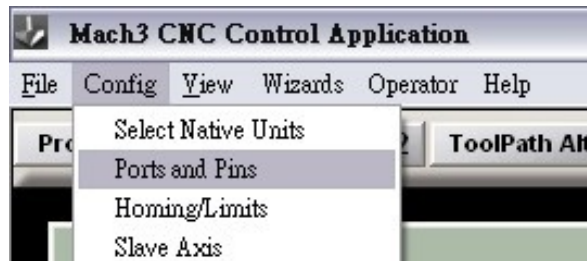 Mach3 CNC Control Application
File Config View Wizards Operator Help
Select Native Units
ToolPath Alt
Ports and Pins
Homing/Limits
Slave Axis